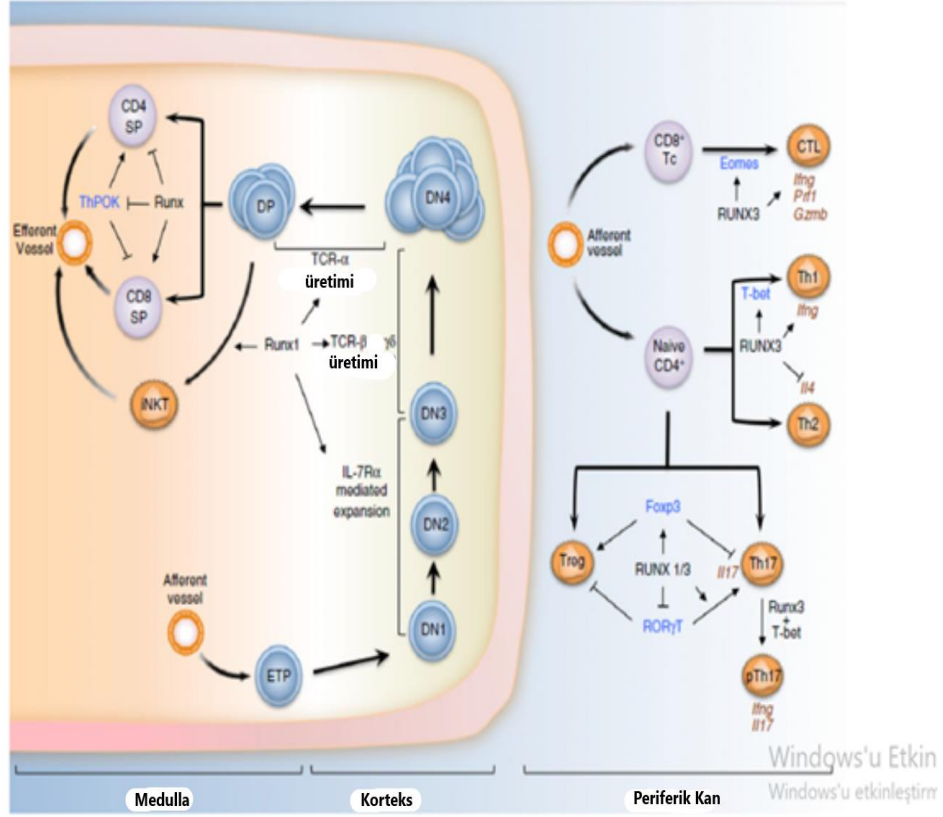 CD4
SP
ThPOK
Runx
Efferent
Vessel
CD8
SP
iNKT
DP
DN4
TCR-α
üretimi
Runx1
TCR-β
γδ
üretimi
DN3
IL-7Rα
mediated
expansion
DN2
DN1
Afferent
vessel
ETP
CD8⁺
Tc
Eomes
RUNX3
CTL
Ifng
Prf1
Gzmb
Afferent
vessel
Naive
CD4⁺
T-bet
RUNX3
Th1
Ifng
Il4
Th2
Foxp3
Treg
RUNX 1/3
Il17
Th17
RORγT
Runx3
+
T-bet
pTh17
Ifng
Il17
Medulla
Korteks
Periferik Kan
Windows'u Etkin
Windows'u etkinleştirm